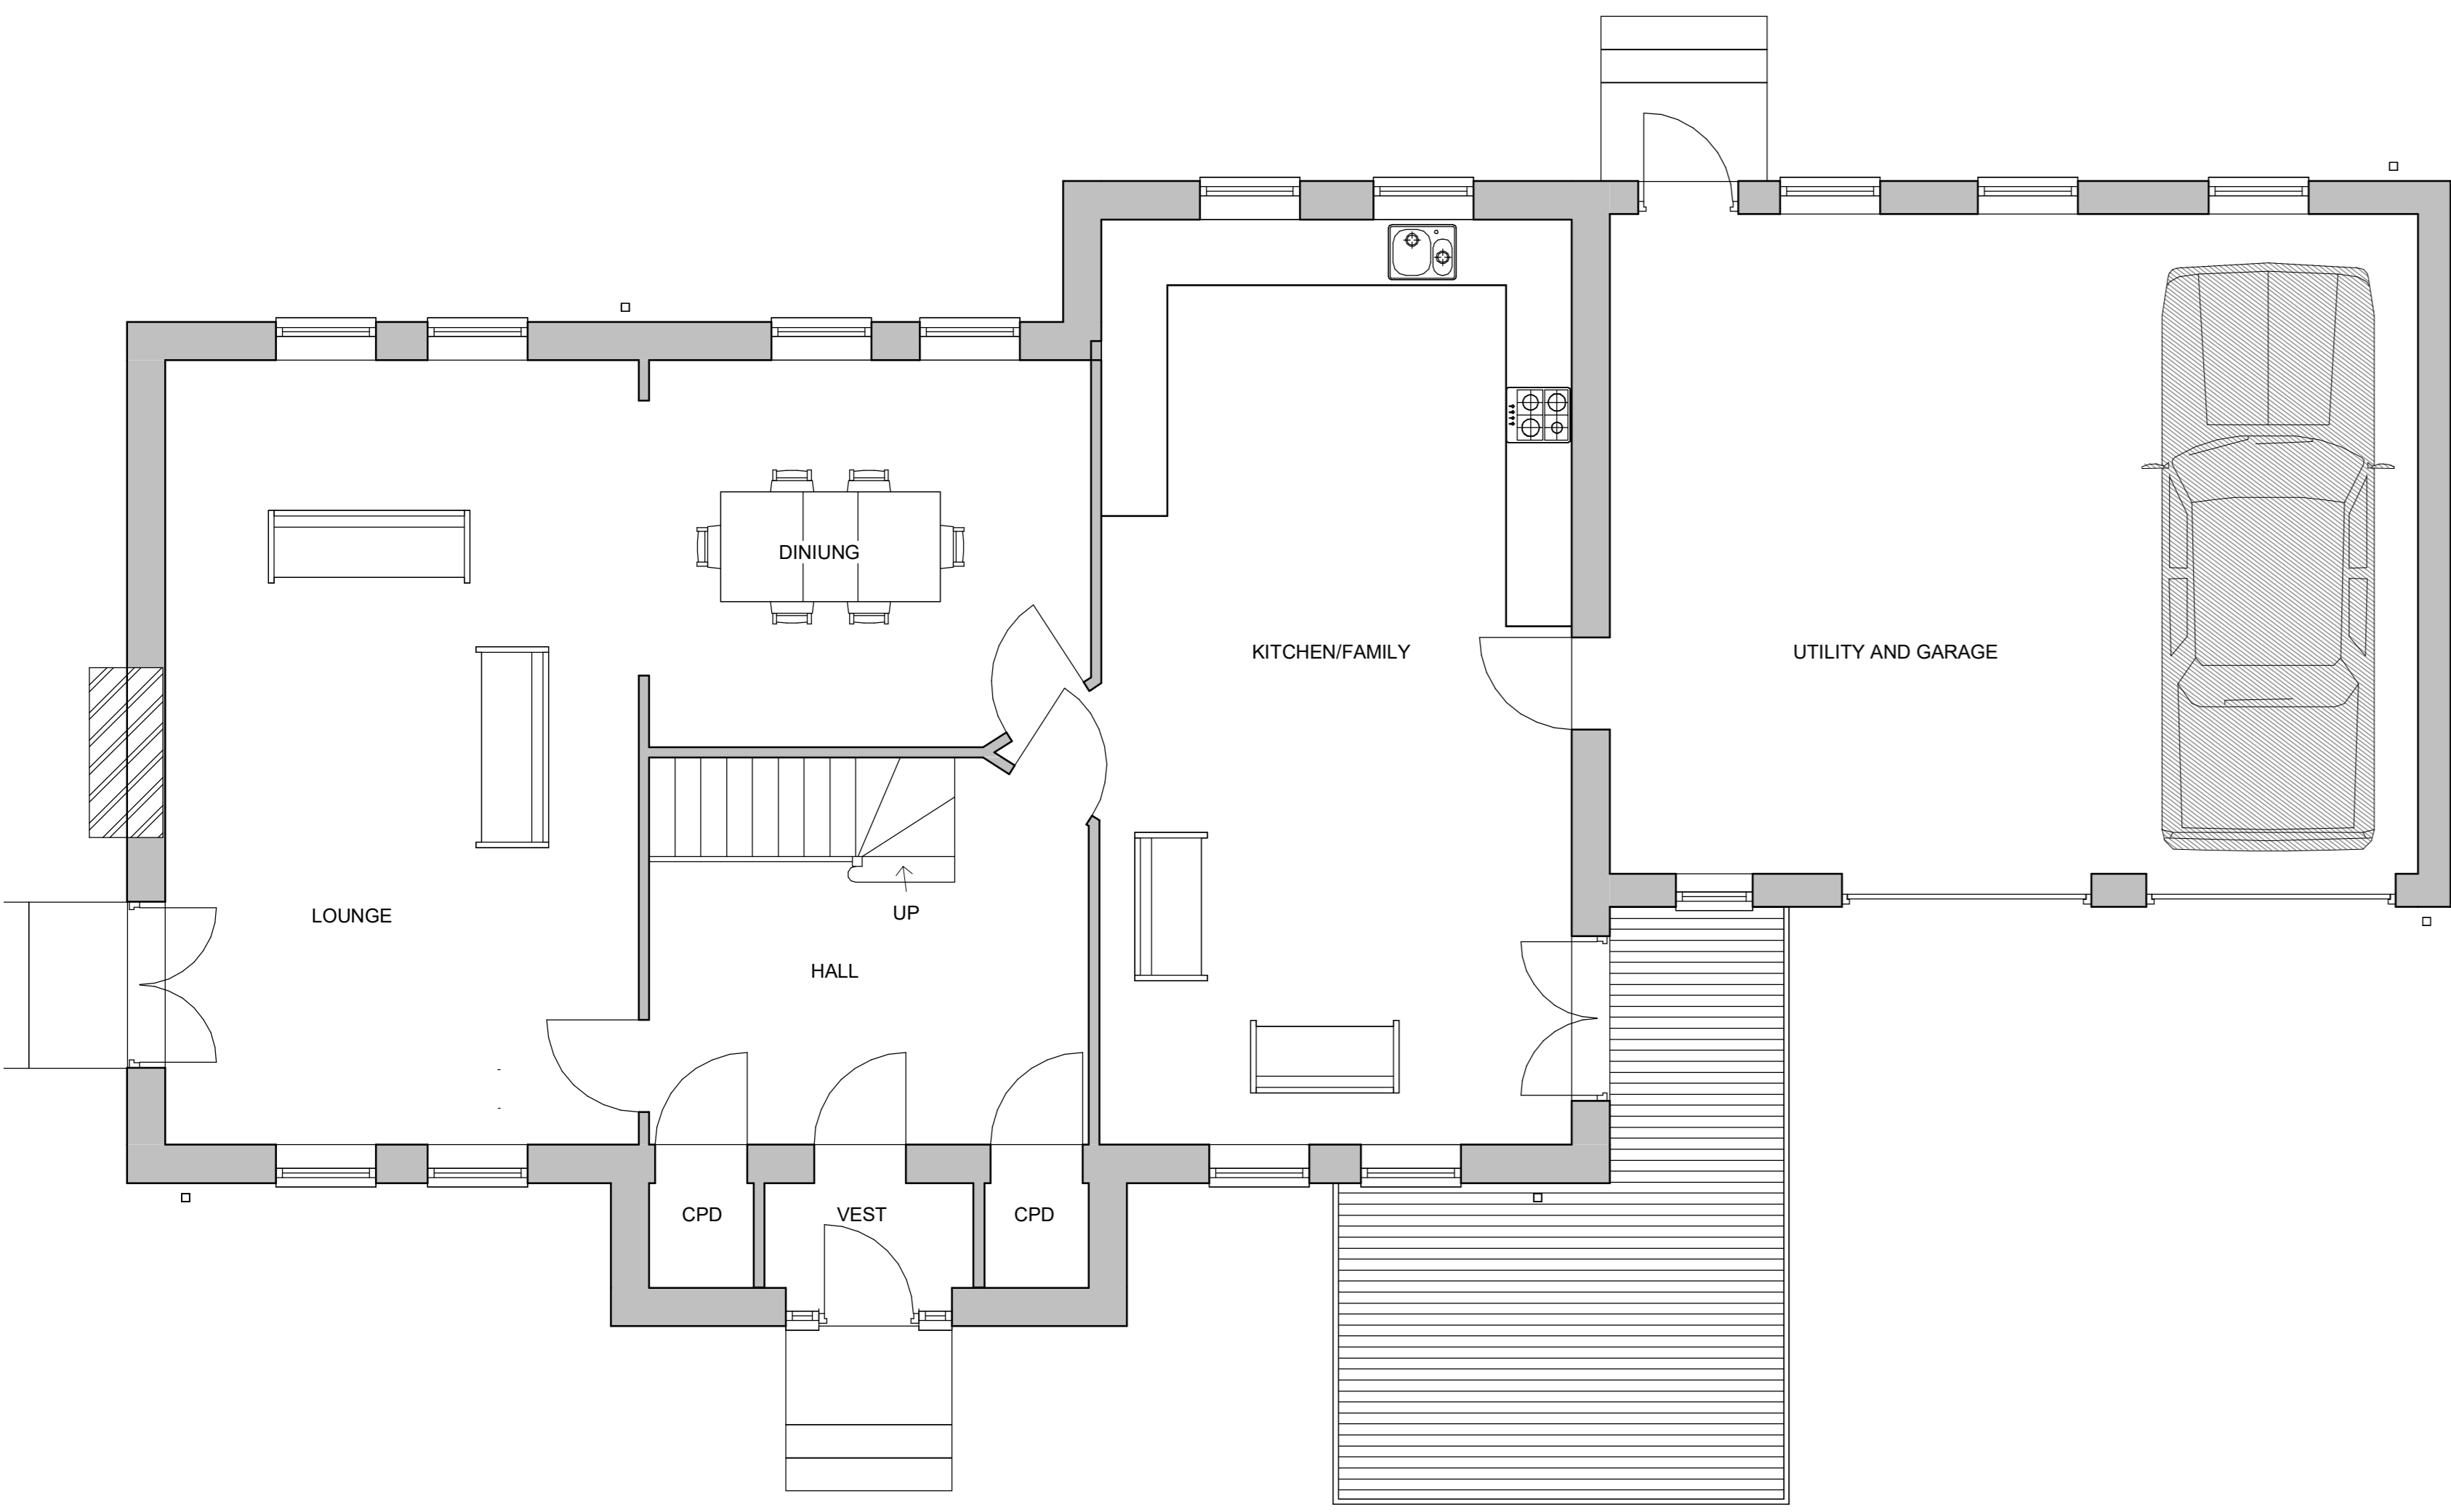 DINIUNG
KITCHEN/FAMILY
UTILITY AND GARAGE
LOUNGE
UP
HALL
CPD
VEST
CPD